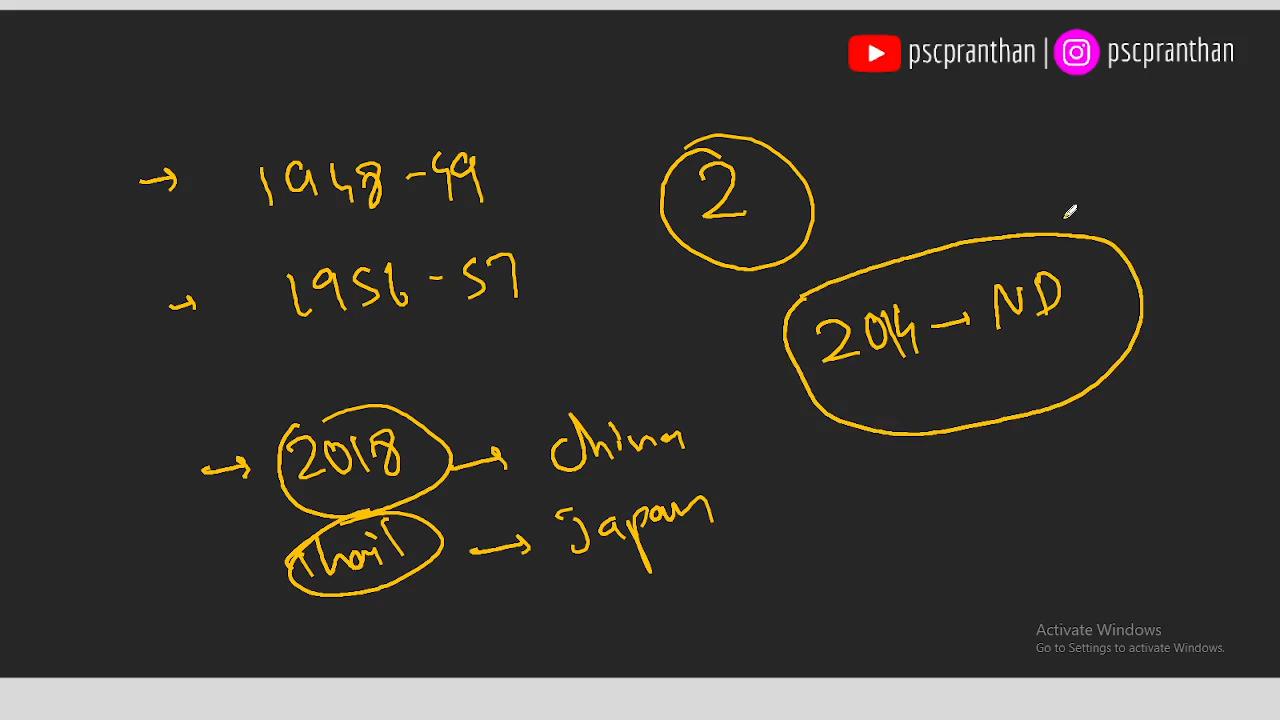 pscpranthan | pscpranthan
→ 1948-49
2
→ 1956-57
2014 → ND
→ 2018 → China
Thail → Japan
Activate Windows
Go to Settings to activate Windows.